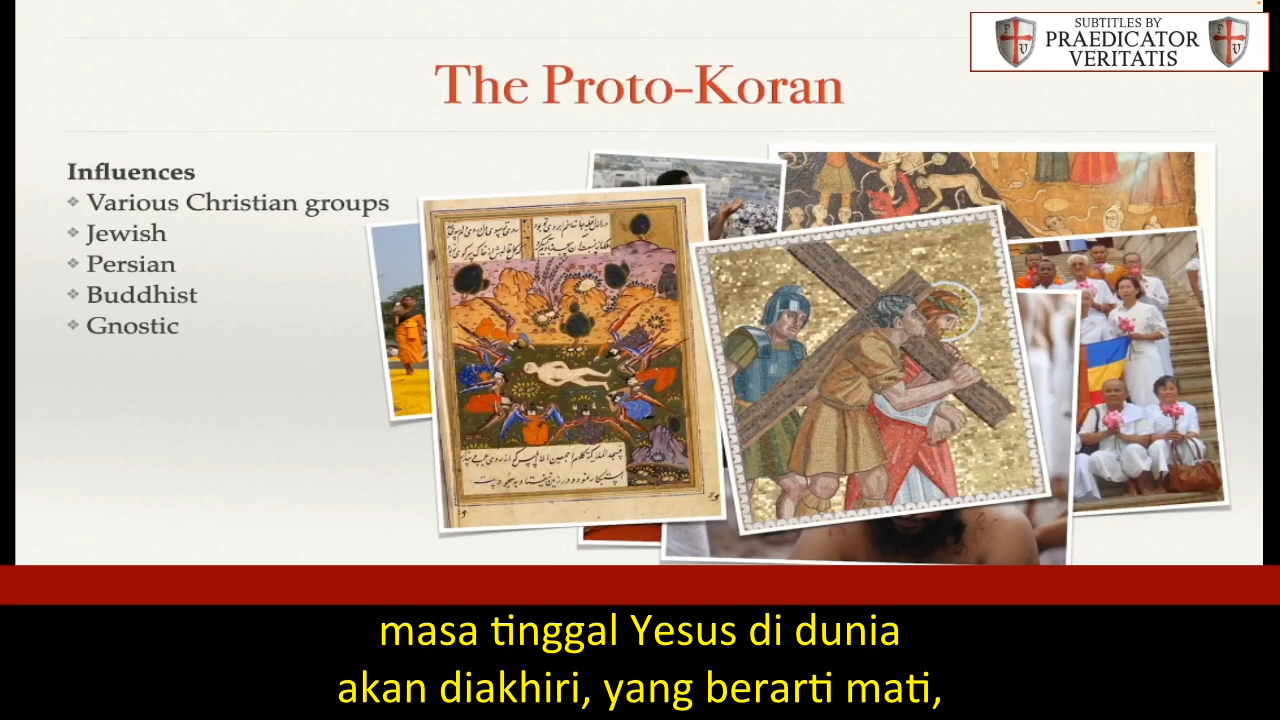 SUBTITLES BY
PRAEDICATOR
VERITATIS
The Proto-Koran
Influences
❖ Various Christian groups
❖ Jewish
❖ Persian
❖ Buddhist
❖ Gnostic
masa tinggal Yesus di dunia
akan diakhiri, yang berarti mati,